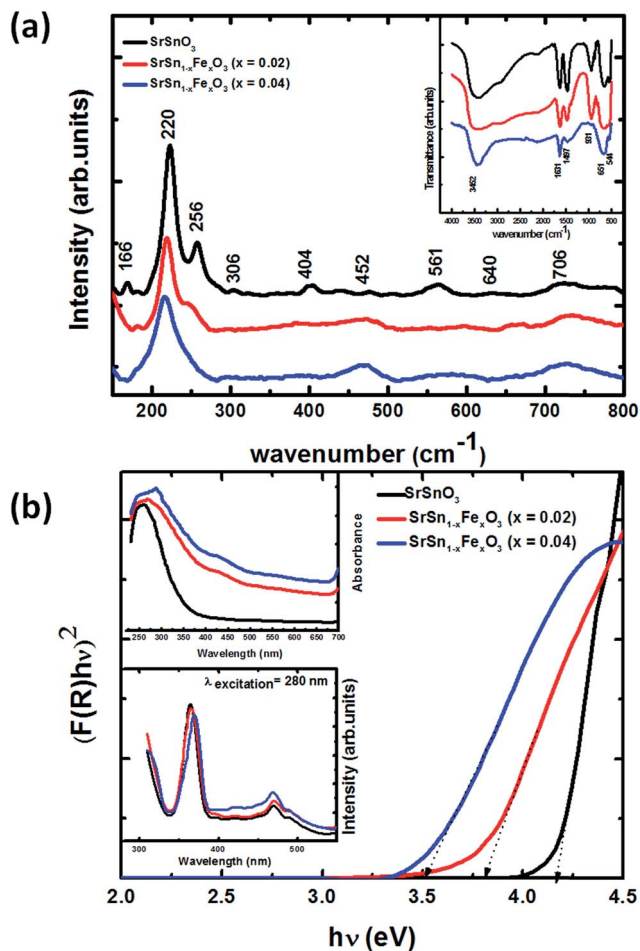 (a)
SrSnO3
SrSn1-xFexO3 (x = 0.02)
SrSn1-xFexO3 (x = 0.04)
Intensity (arb.units)
166
220
256
306
404
452
561
640
706
200 300 400 500 600 700 800
wavenumber (cm-1)
Transmittance (arb.units)
3452
1631
1497
931
651
544
4000 3500 3000 2500 2000 1500 1000 500
wavenumber (cm-1)
(b)
SrSnO3
SrSn1-xFexO3 (x = 0.02)
SrSn1-xFexO3 (x = 0.04)
(F(R)hν)2
Absorbance
250 300 350 400 450 500 550 600 650 700
Wavelength (nm)
λ excitation= 280 nm
Intensity (arb.units)
300 400 500
Wavelength (nm)
2.0 2.5 3.0 3.5 4.0 4.5
hν (eV)